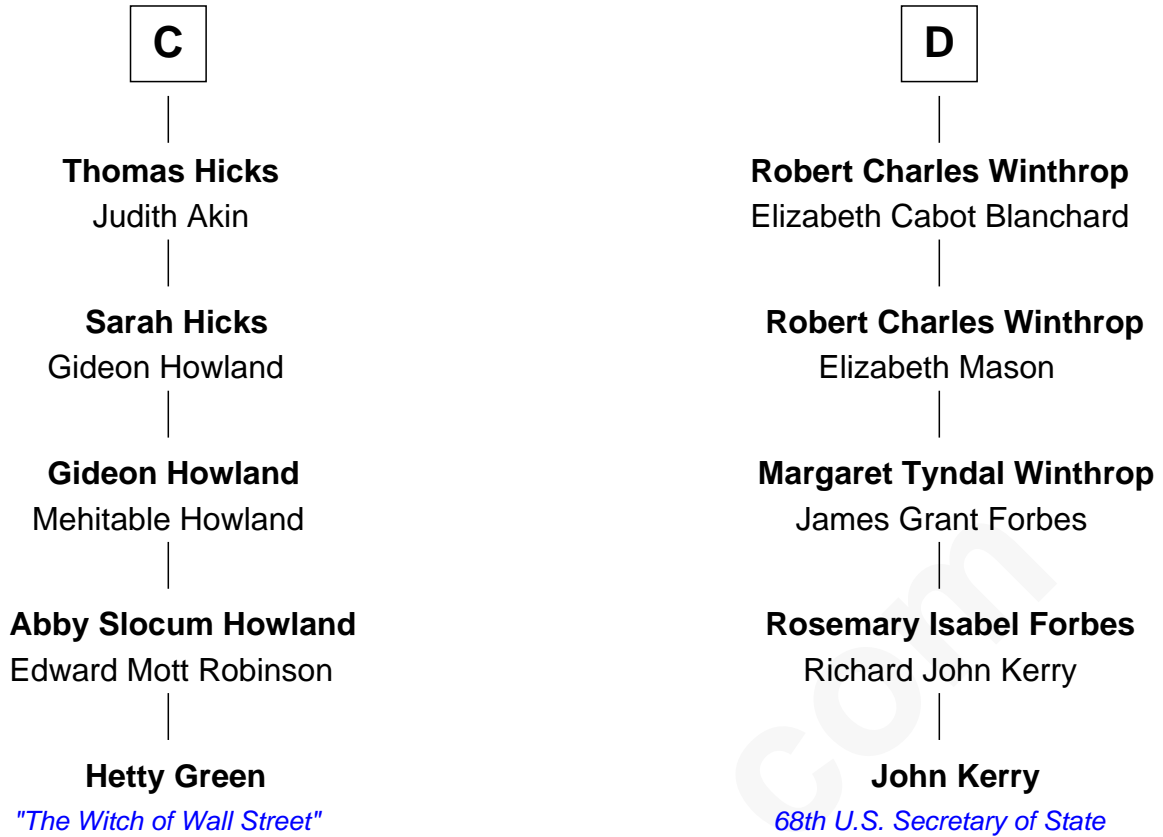 C
Thomas Hicks
Judith Akin
Sarah Hicks
Gideon Howland
Gideon Howland
Mehitable Howland
Abby Slocum Howland
Edward Mott Robinson
Hetty Green
"The Witch of Wall Street"
D
Robert Charles Winthrop
Elizabeth Cabot Blanchard
Robert Charles Winthrop
Elizabeth Mason
Margaret Tyndal Winthrop
James Grant Forbes
Rosemary Isabel Forbes
Richard John Kerry
John Kerry
68th U.S. Secretary of State
com